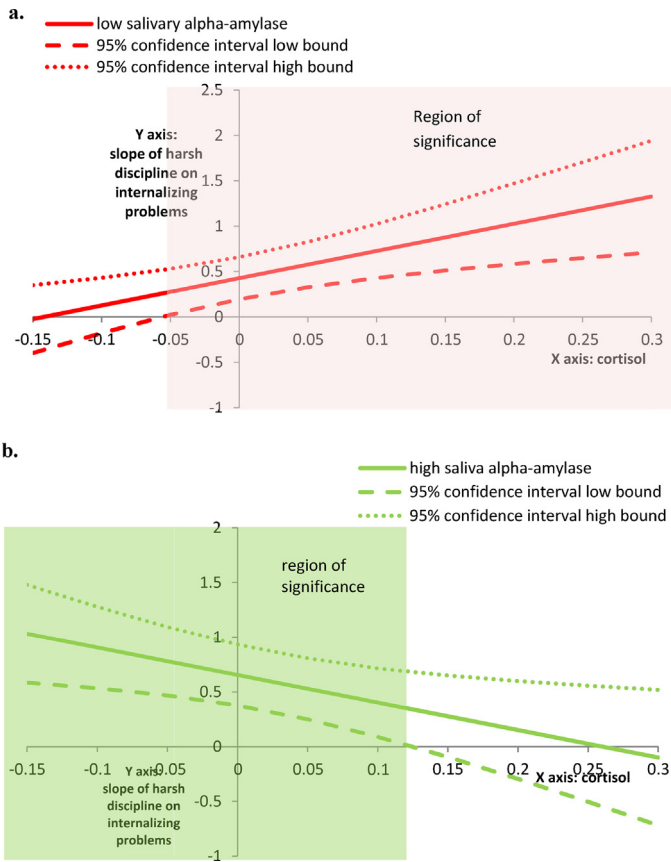 a.
low salivary alpha-amylase
95% confidence interval low bound
95% confidence interval high bound
2.5
Y axis:
slope of harsh
discipline on
internalizing
problems
Region of
significance
2
1.5
1
0.5
0
-0.15
-0.1
-0.05
0
0.05
0.1
0.15
0.2
0.25
0.3
X axis: cortisol
-0.5
-1
b.
high saliva alpha-amylase
95% confidence interval low bound
95% confidence interval high bound
2
region of
significance
1.5
1
0.5
0
-0.15
-0.1
-0.05
0
0.05
0.1
0.15
0.2
0.25
0.3
X axis: cortisol
Y axis:
slope of harsh
discipline on
internalizing
problems
-0.5
-1